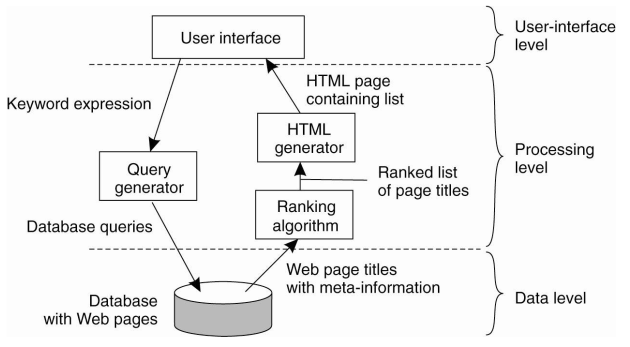 User interface
User-interface
level
Keyword expression
HTML page
containing list
HTML
generator
Processing
level
Query
generator
Ranked list
of page titles
Ranking
algorithm
Database queries
Web page titles
with meta-information
Database
with Web pages
Data level